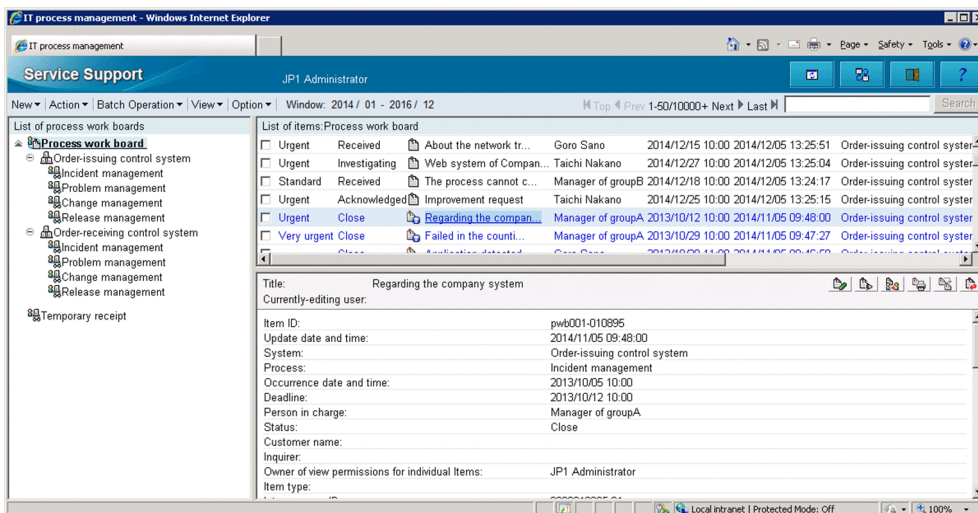 IT process management - Windows Internet Explorer
IT process management
Page Safety Tools
Service Support JP1 Administrator
New Action Batch Operation View Option Window: 2014 / 01 - 2016 / 12 Top Prev 1-50/10000+ Next Last Search
List of process work boards
Process work board
Order-issuing control system
Incident management
Problem management
Change management
Release management
Order-receiving control system
Incident management
Problem management
Change management
Release management
Temporary receipt
List of items:Process work board
Urgent Received About the network tr... Goro Sano 2014/12/15 10:00 2014/12/05 13:25:51 Order-issuing control system
Urgent Investigating Web system of Compan... Taichi Nakano 2014/12/27 10:00 2014/12/05 13:25:04 Order-issuing control system
Standard Received The process cannot c... Manager of groupB 2014/12/18 10:00 2014/12/05 13:24:17 Order-issuing control system
Urgent Acknowledged Improvement request Taichi Nakano 2014/12/25 10:00 2014/12/05 13:25:15 Order-issuing control system
Urgent Close Regarding the compan... Manager of groupA 2013/10/12 10:00 2014/11/05 09:48:00 Order-issuing control system
Very urgent Close Failed in the counti... Manager of groupA 2013/10/29 10:00 2014/11/05 09:47:27 Order-issuing control system
Title: Regarding the company system
Currently-editing user:
Item ID: pwb001-010895
Update date and time: 2014/11/05 09:48:00
System: Order-issuing control system
Process: Incident management
Occurrence date and time: 2013/10/05 10:00
Deadline: 2013/10/12 10:00
Person in charge: Manager of groupA
Status: Close
Customer name:
Inquirer:
Owner of view permissions for individual Items: JP1 Administrator
Item type:
Local intranet | Protected Mode: Off 100%